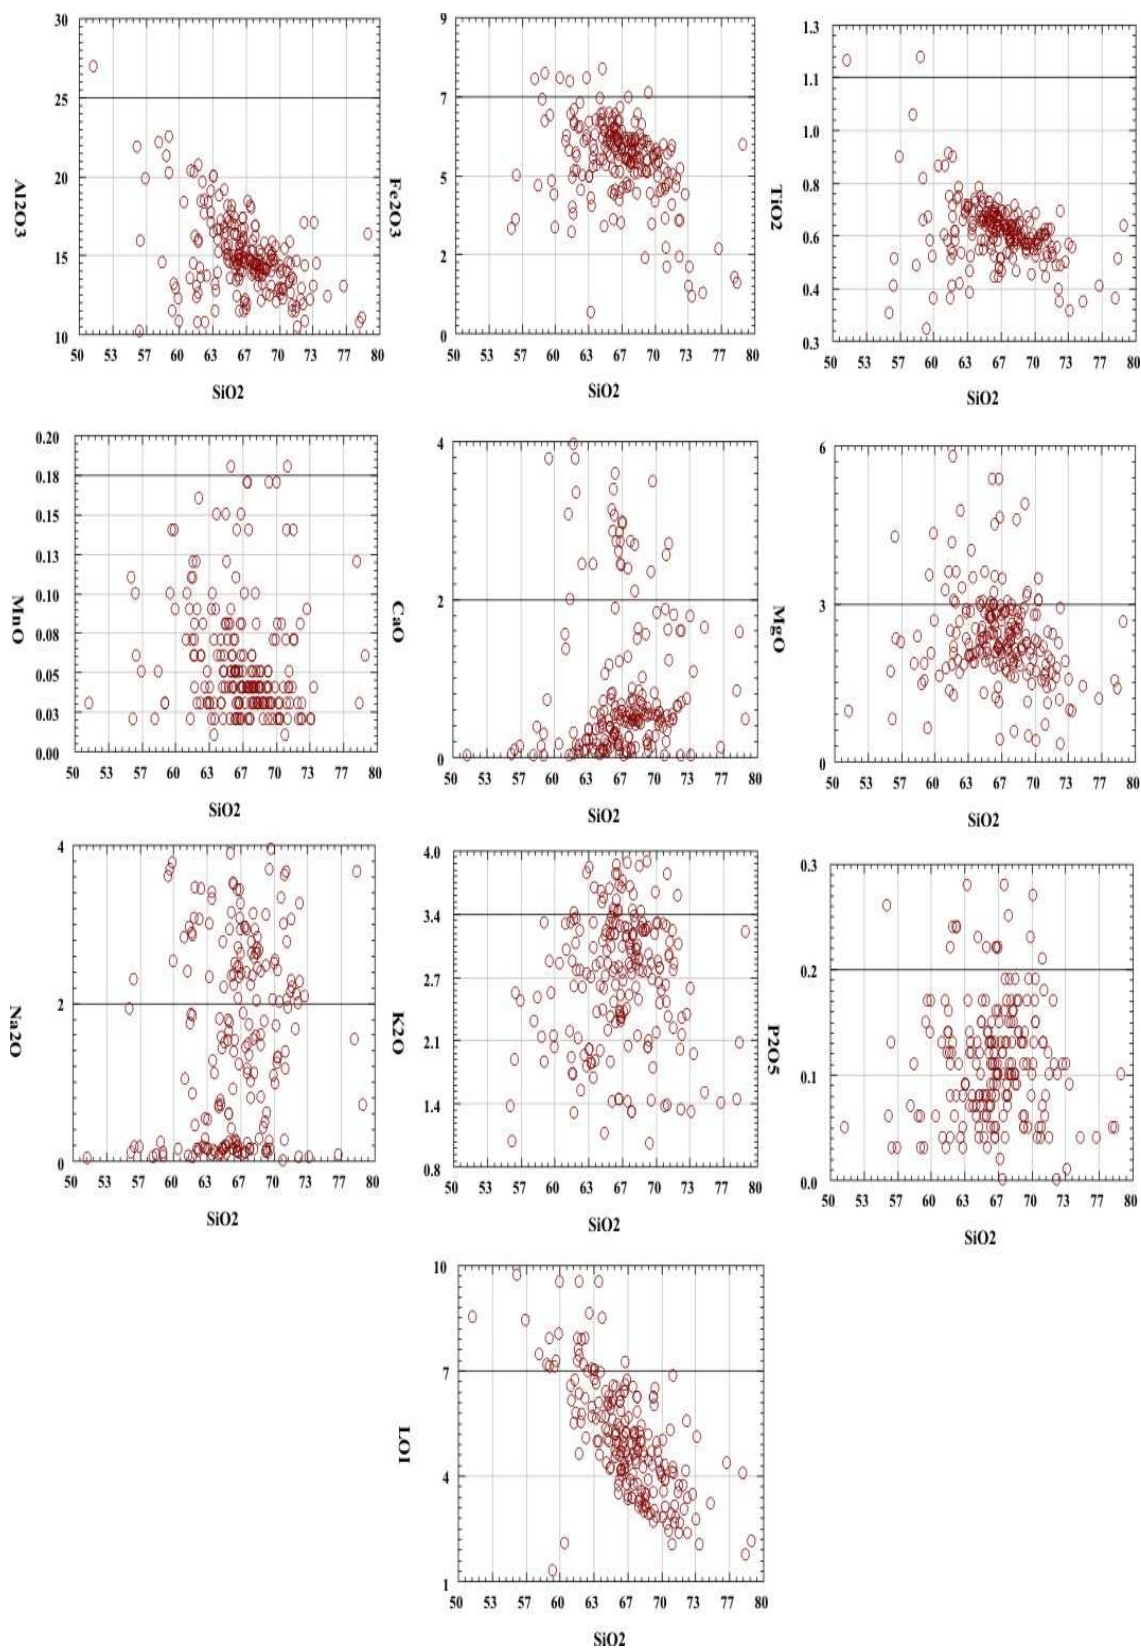 30
25
20
15
10
Al2O3
50 53 57 60 63 67 70 73 77 80
SiO2
9
7
5
2
0
Fe2O3
50 53 57 60 63 67 70 73 77 80
SiO2
1.3
1.1
1.0
0.8
0.6
0.4
0.3
TiO2
50 53 57 60 63 67 70 73 77 80
SiO2
0.20
0.18
0.15
0.13
0.10
0.08
0.05
0.03
0.00
MnO
50 53 57 60 63 67 70 73 77 80
SiO2
4
2
0
CaO
50 53 57 60 63 67 70 73 77 80
SiO2
6
3
0
MgO
50 53 57 60 63 67 70 73 77 80
SiO2
4
2
0
Na2O
50 53 57 60 63 67 70 73 77 80
SiO2
4.0
3.4
2.7
2.1
1.4
0.8
K2O
50 53 57 60 63 67 70 73 77 80
SiO2
0.3
0.2
0.1
0.0
P2O5
50 53 57 60 63 67 70 73 77 80
SiO2
10
7
4
1
LOI
50 53 57 60 63 67 70 73 77 80
SiO2